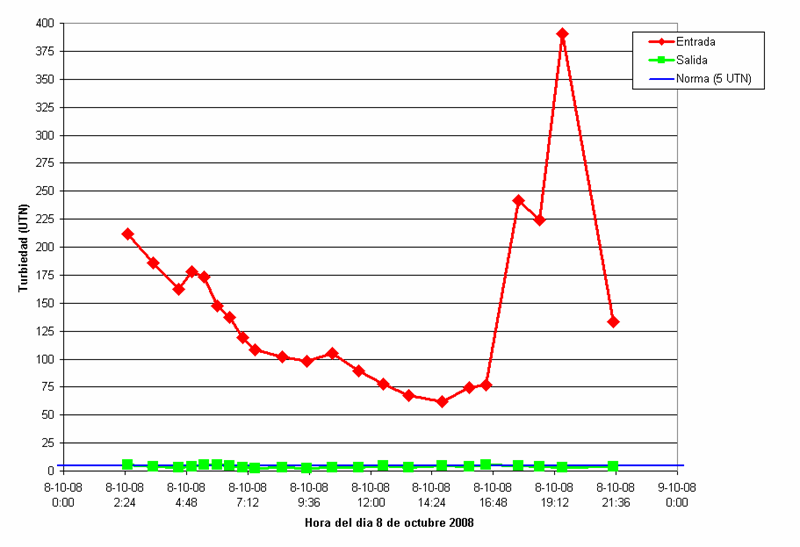 400
375
350
325
300
275
250
225
200
175
150
125
100
75
50
25
0
Turbiedad (UTN)
Entrada
Salida
Norma (5 UTN)
8-10-08 8-10-08 8-10-08 8-10-08 8-10-08 8-10-08 8-10-08 8-10-08 8-10-08 8-10-08 9-10-08
0:00 2:24 4:48 7:12 9:36 12:00 14:24 16:48 19:12 21:36 0:00
Hora del dia 8 de octubre 2008